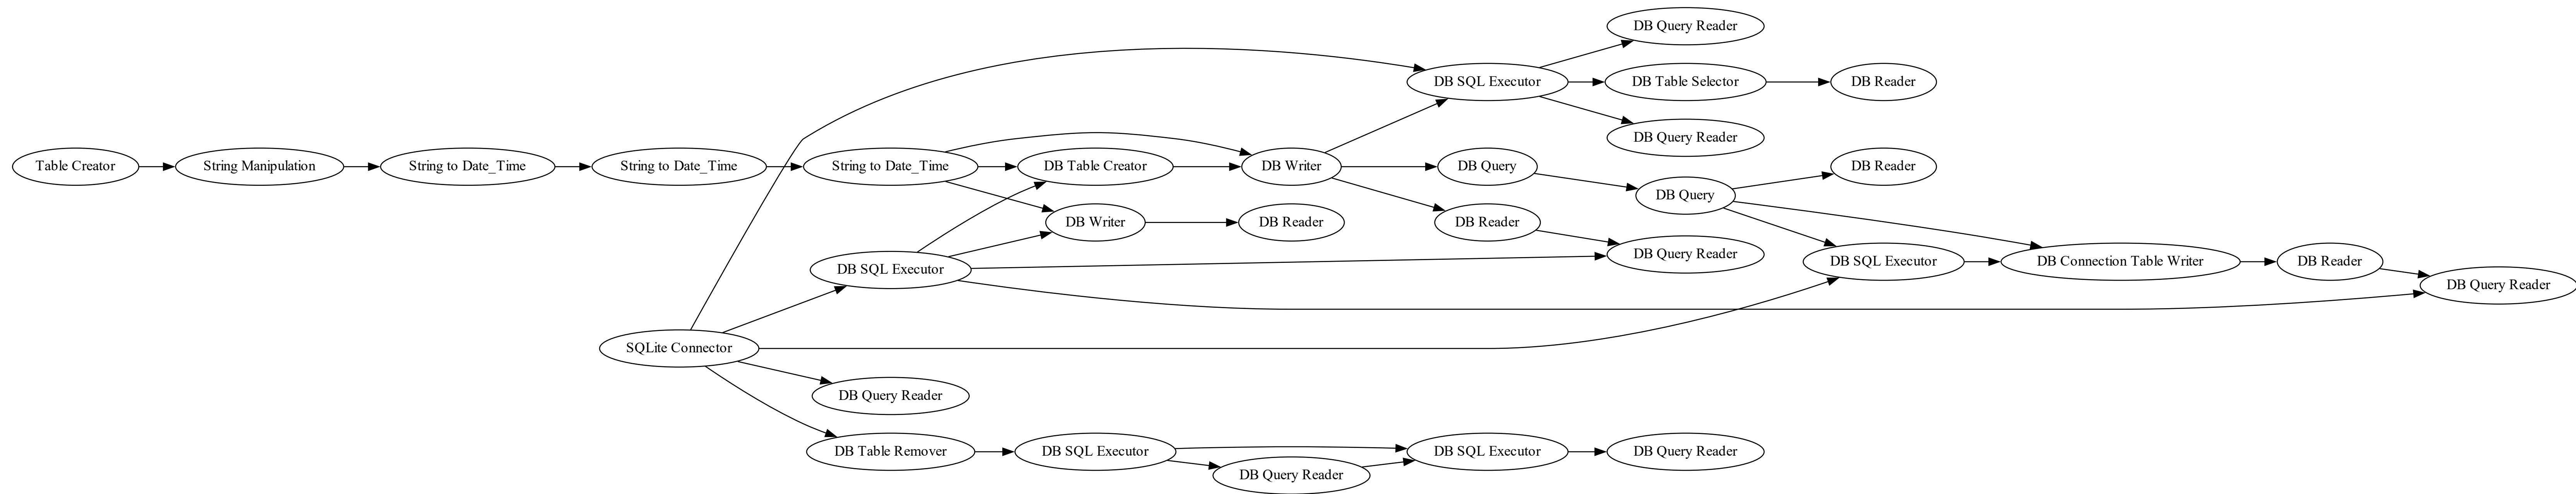 DB Query Reader
DB SQL Executor
DB Table Selector
DB Reader
DB Query Reader
Table Creator
String Manipulation
String to Date_Time
String to Date_Time
String to Date_Time
DB Table Creator
DB Writer
DB Query
DB Reader
DB Query
DB Writer
DB Reader
DB Reader
DB Query Reader
DB SQL Executor
DB SQL Executor
DB Connection Table Writer
DB Reader
DB Query Reader
SQLite Connector
DB Query Reader
DB Table Remover
DB SQL Executor
DB SQL Executor
DB Query Reader
DB Query Reader